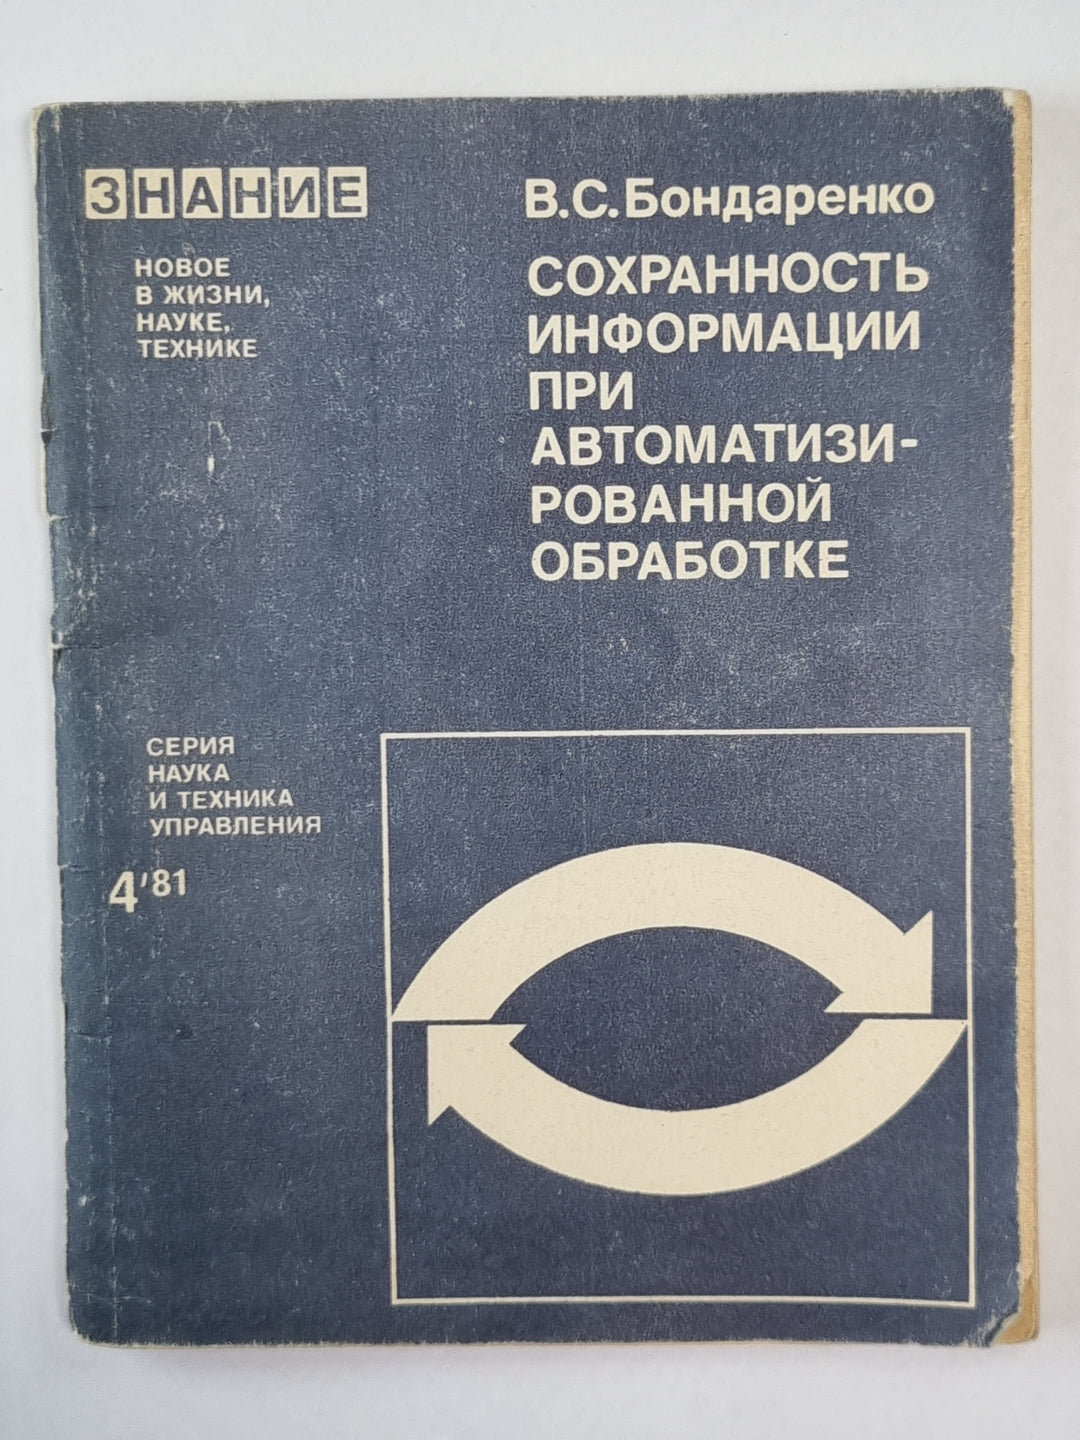 ЗНАНИЕ
НОВОЕ
В ЖИЗНИ,
НАУКЕ,
ТЕХНИКЕ
В.С.Бондаренко
СОХРАННОСТЬ
ИНФОРМАЦИИ
ПРИ
АВТОМАТИЗИ-
РОВАННОЙ
ОБРАБОТКЕ
СЕРИЯ
НАУКА
И ТЕХНИКА
УПРАВЛЕНИЯ
4'81